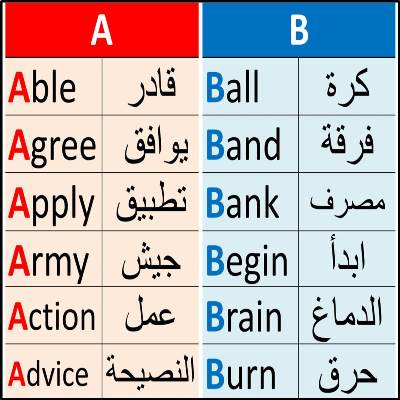 A B
Able قادر Ball كرة
Agree يوافق Band فرقة
Apply تطبيق Bank مصرف
Army جيش Begin ابدأ
Action عمل Brain الدماغ
Advice النصيحة Burn حرق